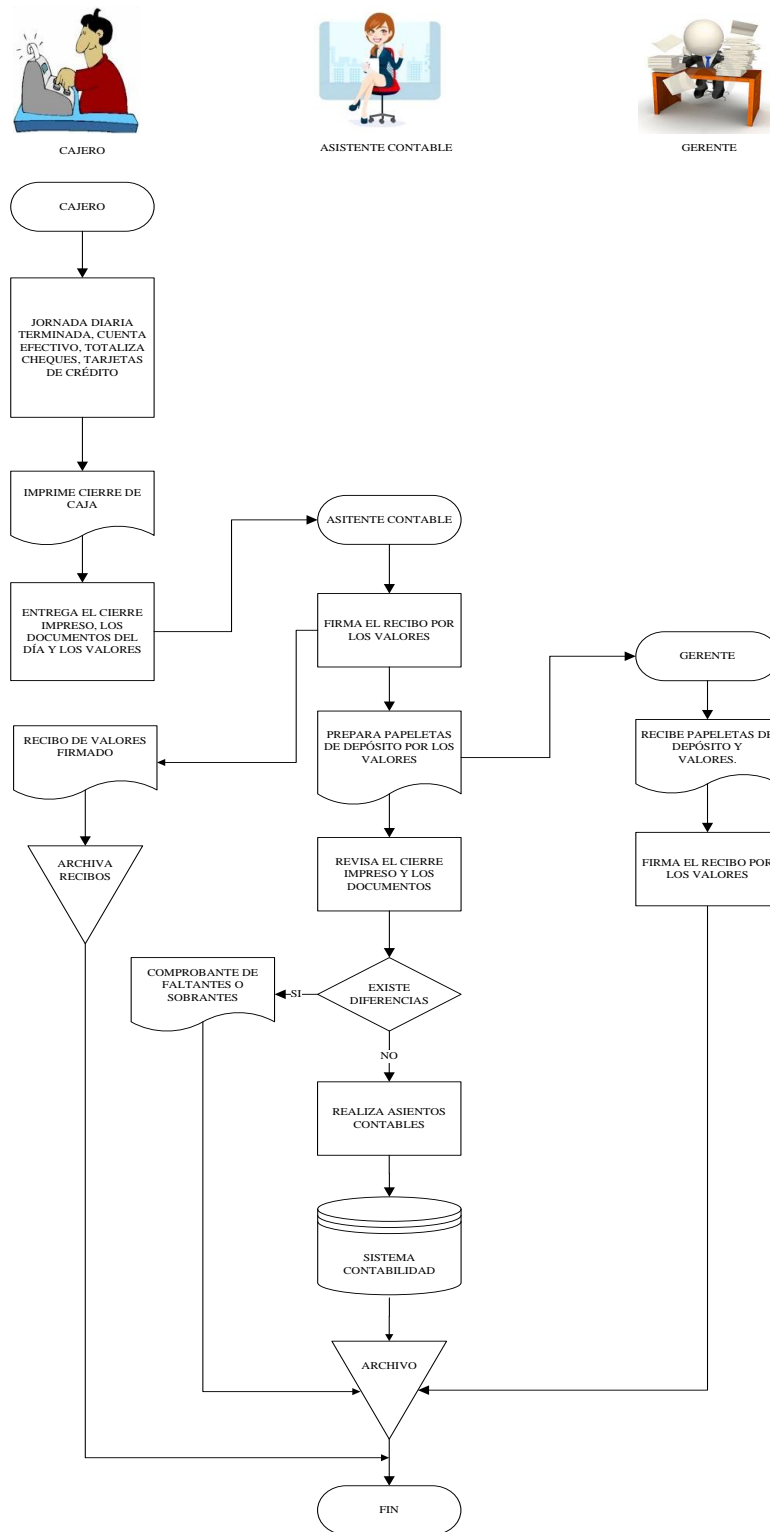 CAJERO
ASISTENTE CONTABLE
GERENTE
CAJERO
JORNADA DIARIA
TERMINADA, CUENTA
EFECTIVO, TOTALIZA
CHEQUES, TARJETAS
DE CRÉDITO
IMPRIME CIERRE DE
CAJA
ENTREGA EL CIERRE
IMPRESO, LOS
DOCUMENTOS DEL
DÍA Y LOS VALORES
ASITENTE CONTABLE
FIRMA EL RECIBO POR
LOS VALORES
GERENTE
RECIBO DE VALORES
FIRMADO
PREPARA PAPELETAS
DE DEPÓSITO POR LOS
VALORES
RECIBE PAPELETAS DE
DEPÓSITO Y
VALORES.
ARCHIVA
RECIBOS
REVISA EL CIERRE
IMPRESO Y LOS
DOCUMENTOS
FIRMA EL RECIBO POR
LOS VALORES
COMPROBANTE DE
FALTANTES O
SOBRANTES
SI
EXISTE
DIFERENCIAS
NO
REALIZA ASIENTOS
CONTABLES
SISTEMA
CONTABILIDAD
ARCHIVO
FIN